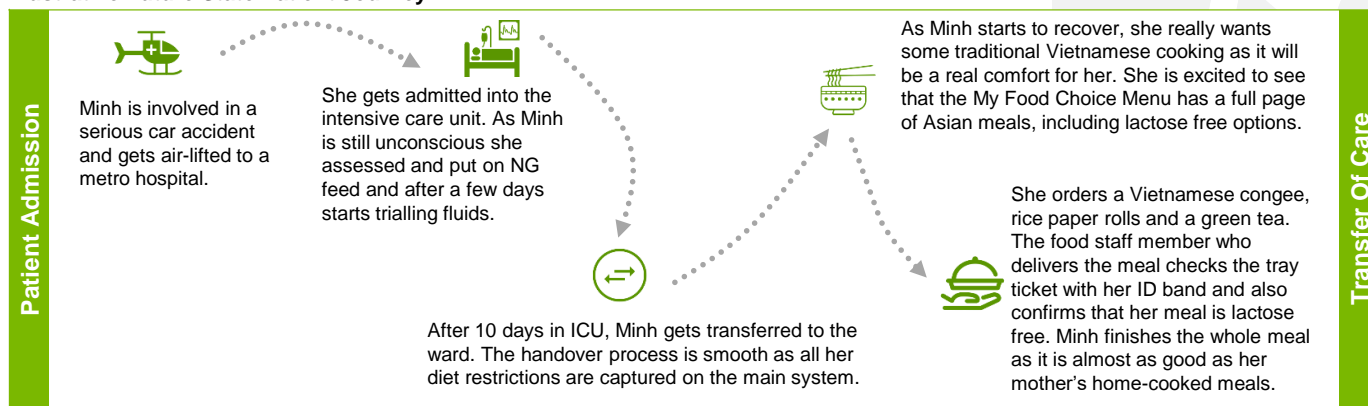 Patient Admission
Minh is involved in a
serious car accident
and gets air-lifted to a
metro hospital.
She gets admitted into the
intensive care unit. As Minh
is still unconscious she
assessed and put on NG
feed and after a few days
starts trialling fluids.
After 10 days in ICU, Minh gets transferred to the
ward. The handover process is smooth as all her
diet restrictions are captured on the main system.
As Minh starts to recover, she really wants
some traditional Vietnamese cooking as it will
be a real comfort for her. She is excited to see
that the My Food Choice Menu has a full page
of Asian meals, including lactose free options.
She orders a Vietnamese congee,
rice paper rolls and a green tea.
The food staff member who
delivers the meal checks the tray
ticket with her ID band and also
confirms that her meal is lactose
free. Minh finishes the whole meal
as it is almost as good as her
mother's home-cooked meals.
Transfer Of Care